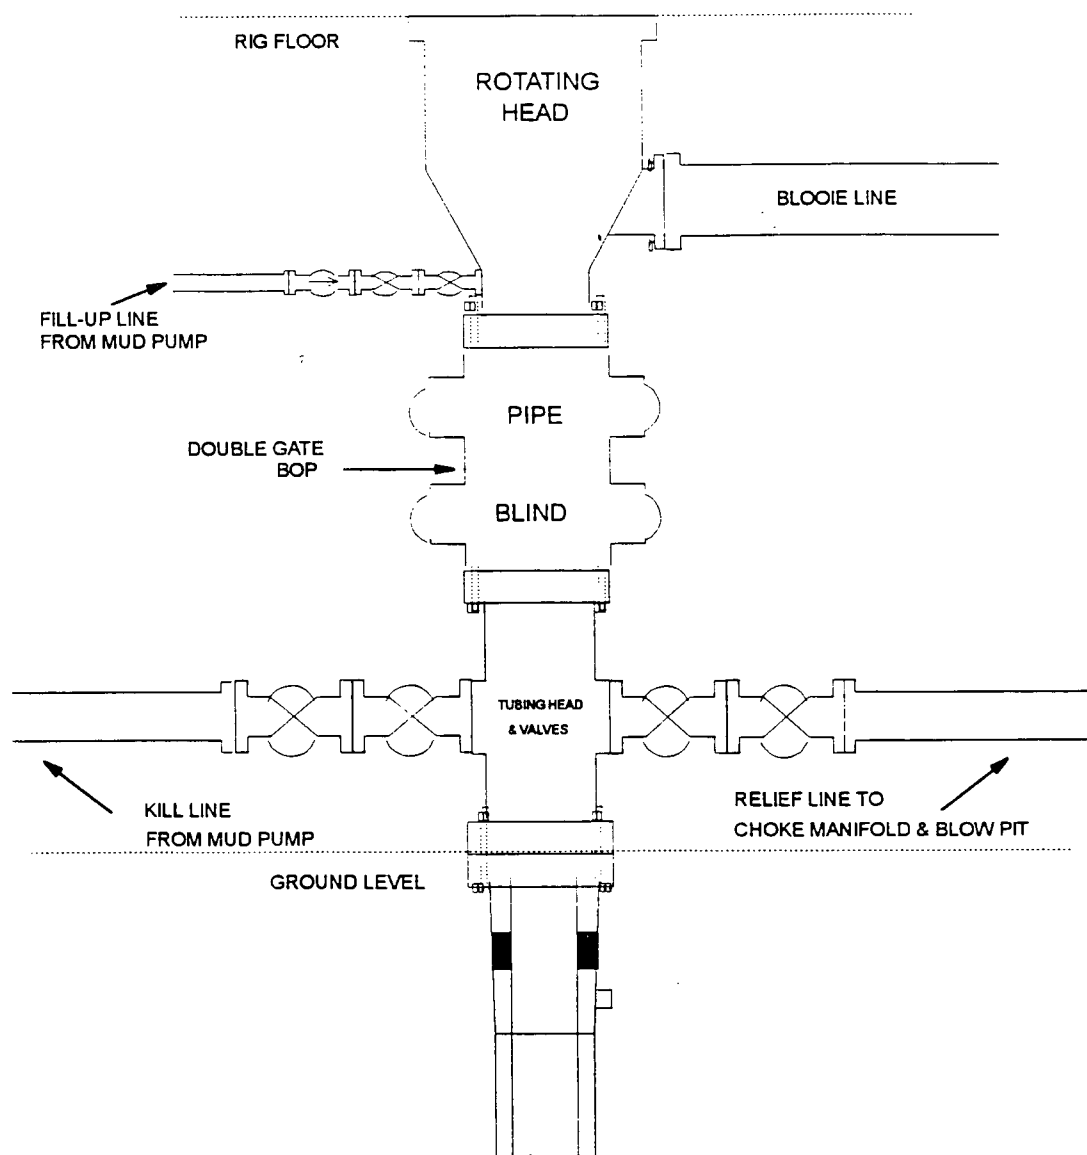 RIG FLOOR
ROTATING
HEAD
BLOOIE LINE
FILL-UP LINE
FROM MUD PUMP
PIPE
DOUBLE GATE
BOP
BLIND
TUBING HEAD
& VALVES
KILL LINE
FROM MUD PUMP
RELIEF LINE TO
CHOKE MANIFOLD & BLOW PIT
GROUND LEVEL